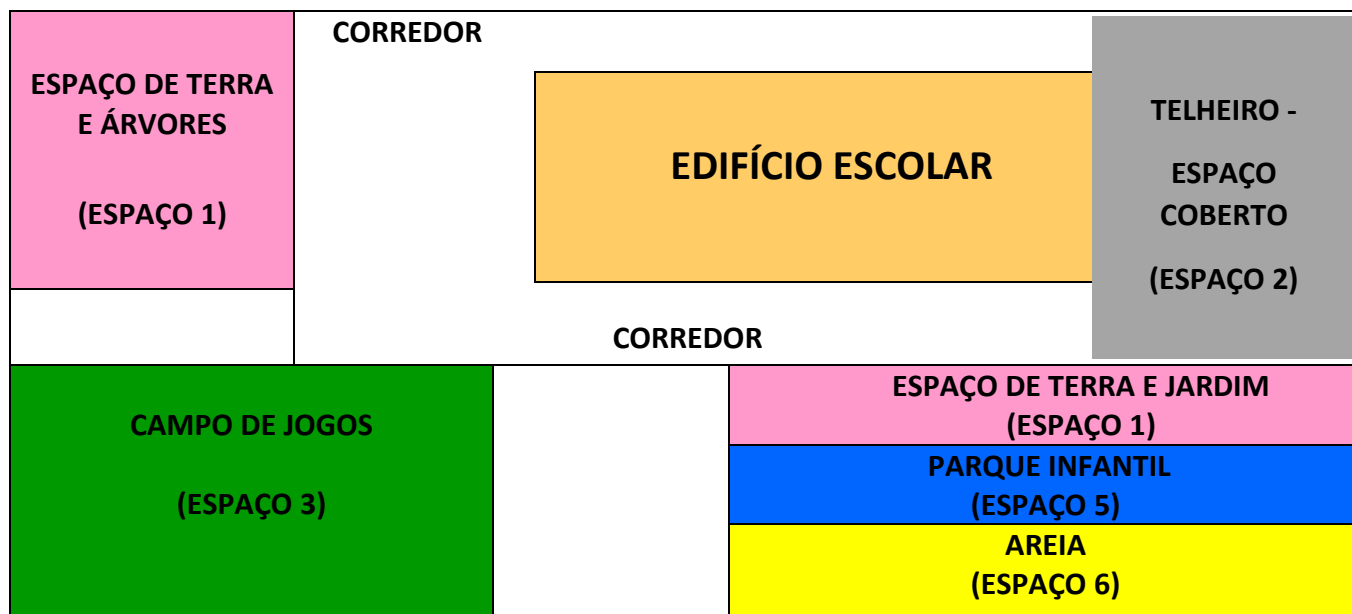 CORREDOR
ESPAÇO DE TERRA
E ÁRVORES
(ESPAÇO 1)
EDIFÍCIO ESCOLAR
TELHEIRO -
ESPAÇO
COBERTO
(ESPAÇO 2)
CORREDOR
CAMPO DE JOGOS
(ESPAÇO 3)
ESPAÇO DE TERRA E JARDIM
(ESPAÇO 1)
PARQUE INFANTIL
(ESPAÇO 5)
AREIA
(ESPAÇO 6)